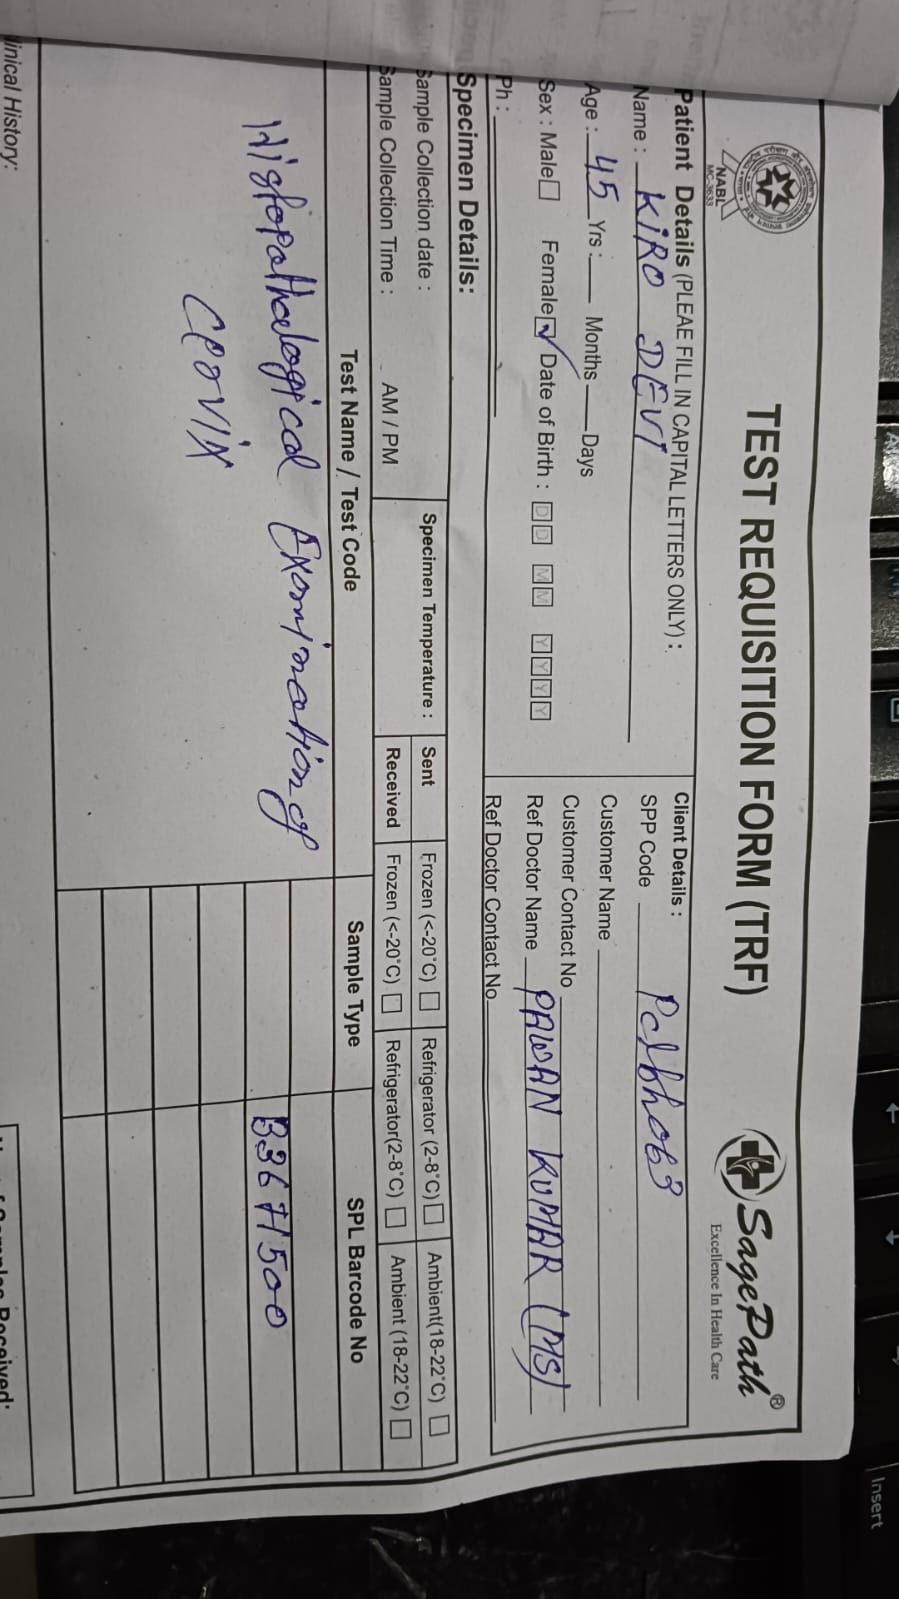 NABL
MC-3633
TEST REQUISITION FORM (TRF)
SagePath®
Excellence In Health Care
Patient Details (PLEAE FILL IN CAPITAL LETTERS ONLY) :
Name : KIRO DEVI
Age : 45 Yrs : Months Days
Sex : Male Female Date of Birth : DD MM YYYY
Ph :
Client Details :
SPP Code
Customer Name
Customer Contact No
Ref Doctor Name PAWAN KUMAR (MS)
Ref Doctor Contact No
Specimen Details:
Sample Collection date :
Sample Collection Time : AM / PM
Specimen Temperature :
Sent Frozen (<-20°C) Refrigerator (2-8°C) Ambient(18-22°C)
Received Frozen (<-20°C) Refrigerator(2-8°C) Ambient (18-22°C)
Test Name / Test Code Sample Type SPL Barcode No
Histopathological Examination of
B3671500
linical History:
Insert